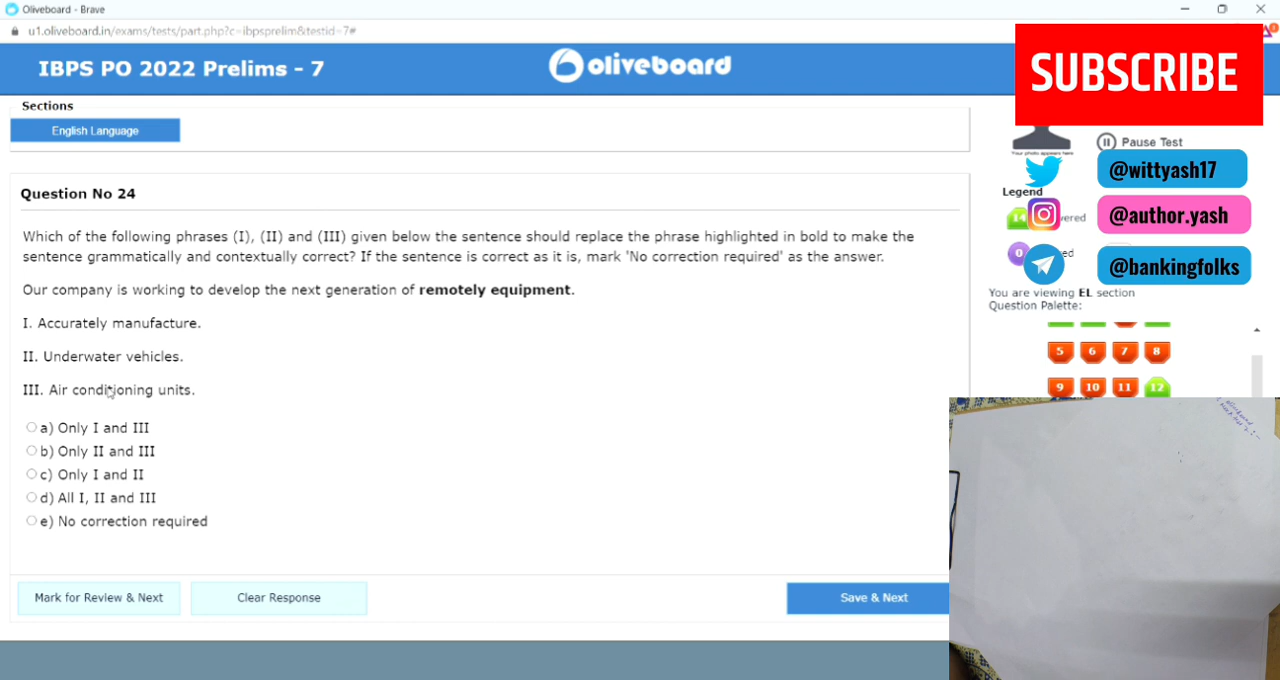 Oliveboard - Brave
u1.oliveboard.in/exams/tests/part.php?c=ibpsprelim&testid=7#
IBPS PO 2022 Prelims - 7
oliveboard
SUBSCRIBE
Sections
English Language
Your photo appears here
Pause Test
@wittyash17
Legend
14
@author.yash
0
@bankingfolks
You are viewing EL section
Question Palette:
5 6 7 8
9 10 11 12
Question No 24
Which of the following phrases (I), (II) and (III) given below the sentence should replace the phrase highlighted in bold to make the
sentence grammatically and contextually correct? If the sentence is correct as it is, mark 'No correction required' as the answer.
Our company is working to develop the next generation of remotely equipment.
I. Accurately manufacture.
II. Underwater vehicles.
III. Air conditioning units.
a) Only I and III
b) Only II and III
c) Only I and II
d) All I, II and III
e) No correction required
Mark for Review & Next
Clear Response
Save & Next